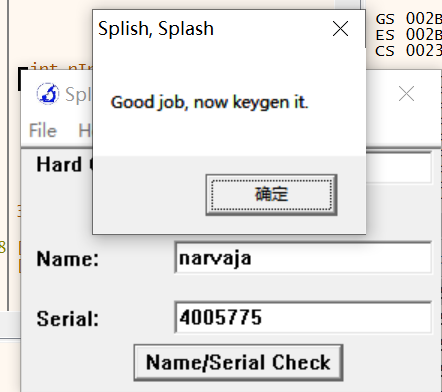 Splish, Splash
GS 002B
ES 002B
CS 0023
int
Spl
Good job, now keygen it.
File
Hard
确定
Name:
narvaja
Serial:
4005775
Name/Serial Check